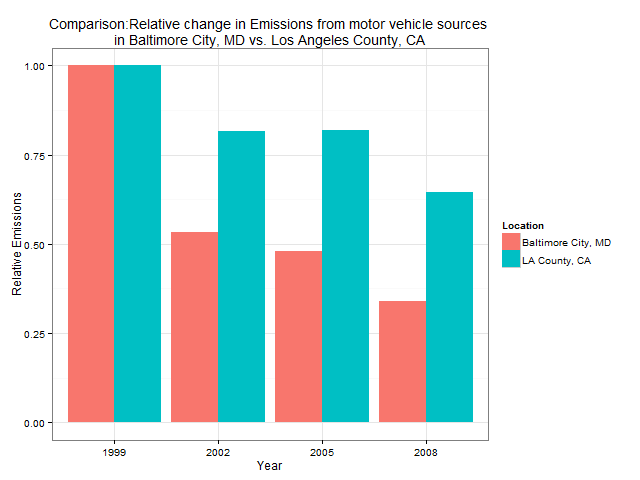 Comparison:Relative change in Emissions from motor vehicle sources
in Baltimore City, MD vs. Los Angeles County, CA
1.00
0.75
0.50
0.25
0.00
Relative Emissions
1999
2002
2005
2008
Year
Location
Baltimore City, MD
LA County, CA